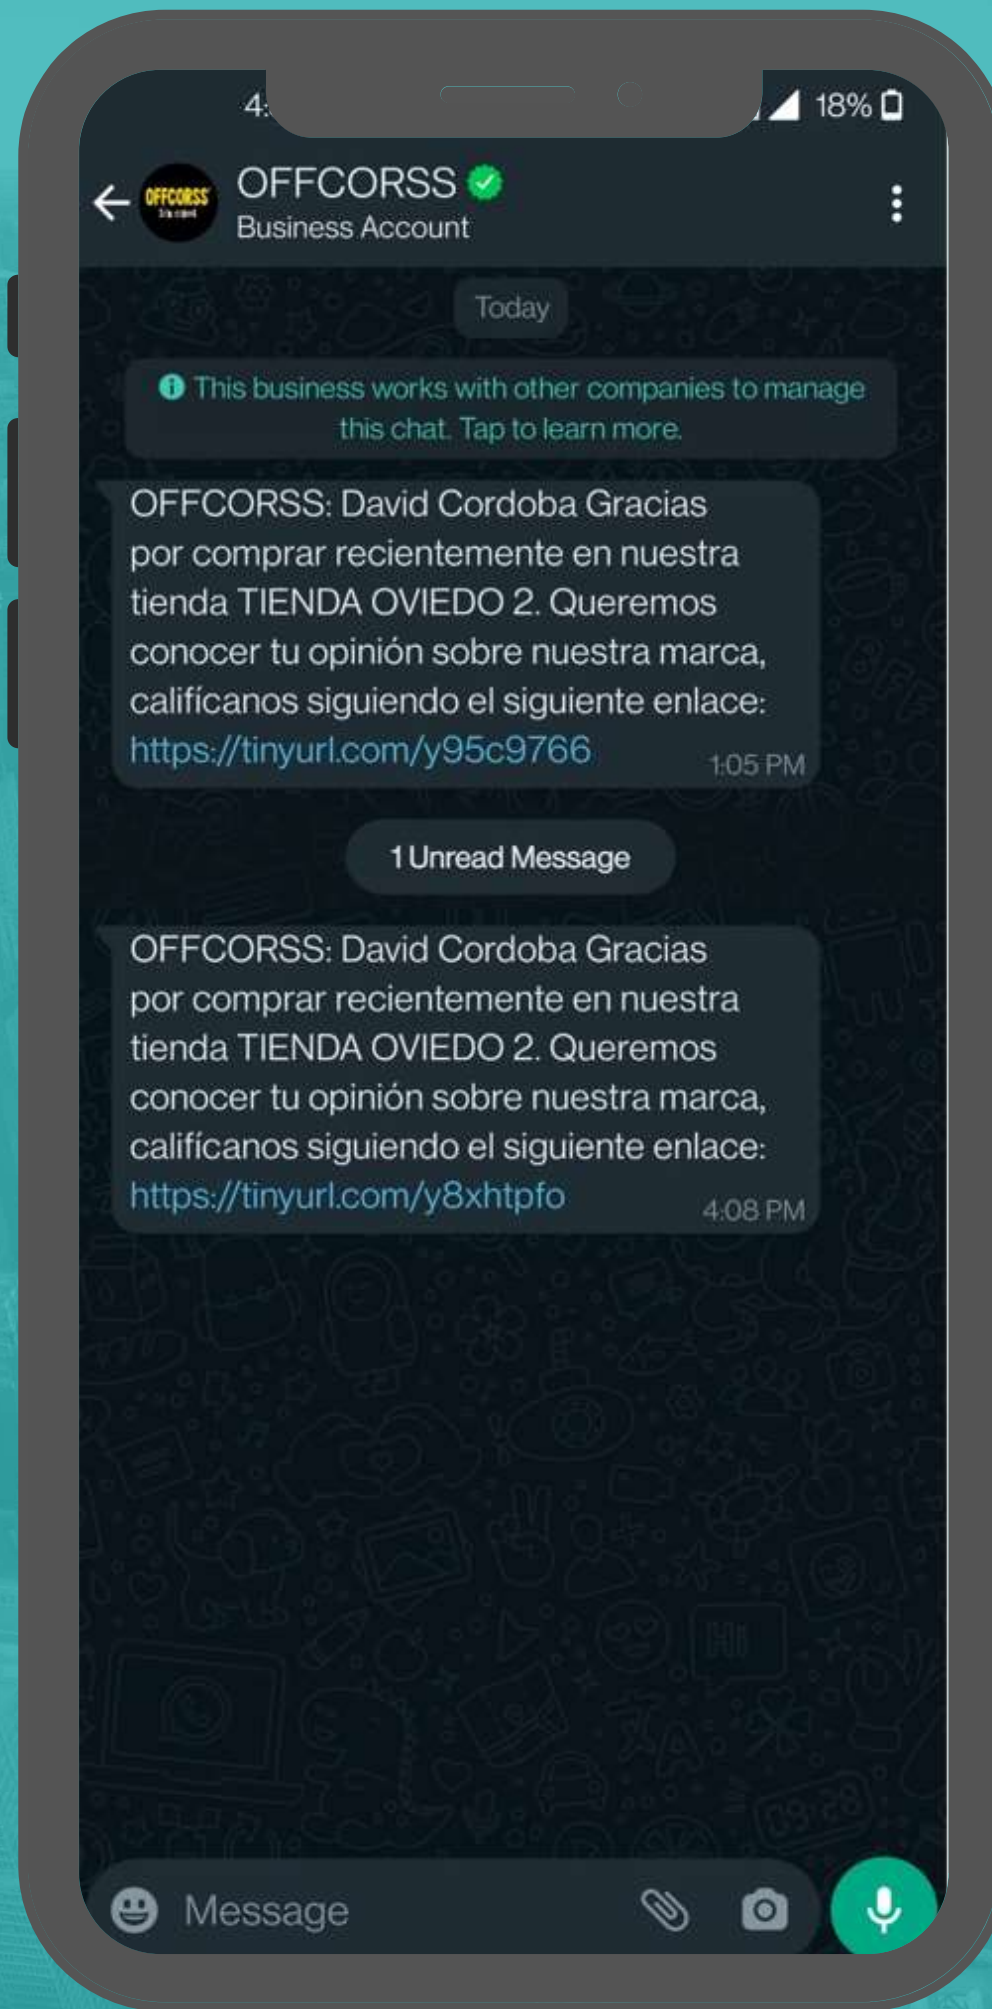 18%
OFFCORSS
OFFCORSS
Business Account
Today
This business works with other companies to manage
this chat. Tap to learn more.
OFFCORSS: David Cordoba Gracias
por comprar recientemente en nuestra
tienda TIENDA OVIEDO 2. Queremos
conocer tu opinión sobre nuestra marca,
califícanos siguiendo el siguiente enlace:
https://tinyurl.com/y95c9766
1:05 PM
1 Unread Message
OFFCORSS: David Cordoba Gracias
por comprar recientemente en nuestra
tienda TIENDA OVIEDO 2. Queremos
conocer tu opinión sobre nuestra marca,
califícanos siguiendo el siguiente enlace:
https://tinyurl.com/y8xhtpfo
4:08 PM
Message